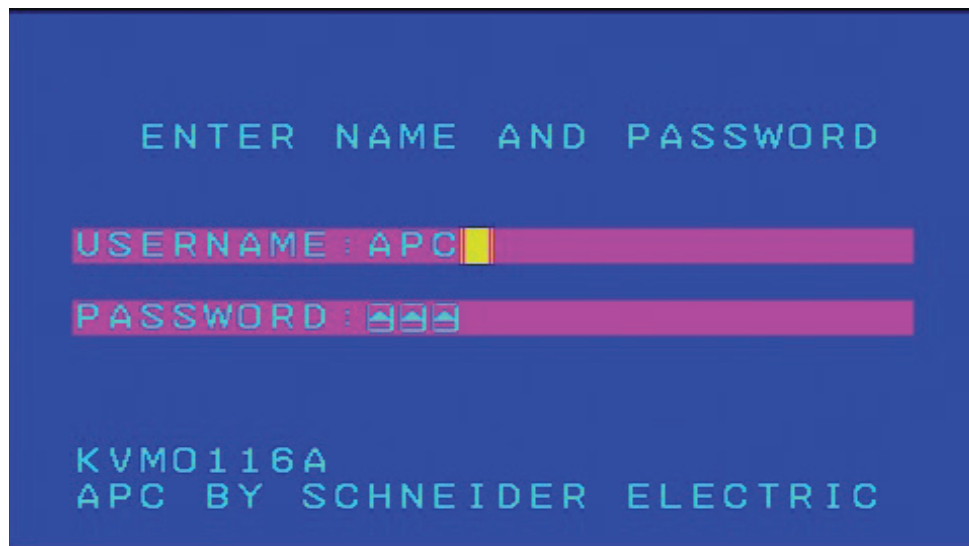 ENTER NAME AND PASSWORD
USERNAME:APC
PASSWORD:
KVM0116A
APC BY SCHNEIDER ELECTRIC